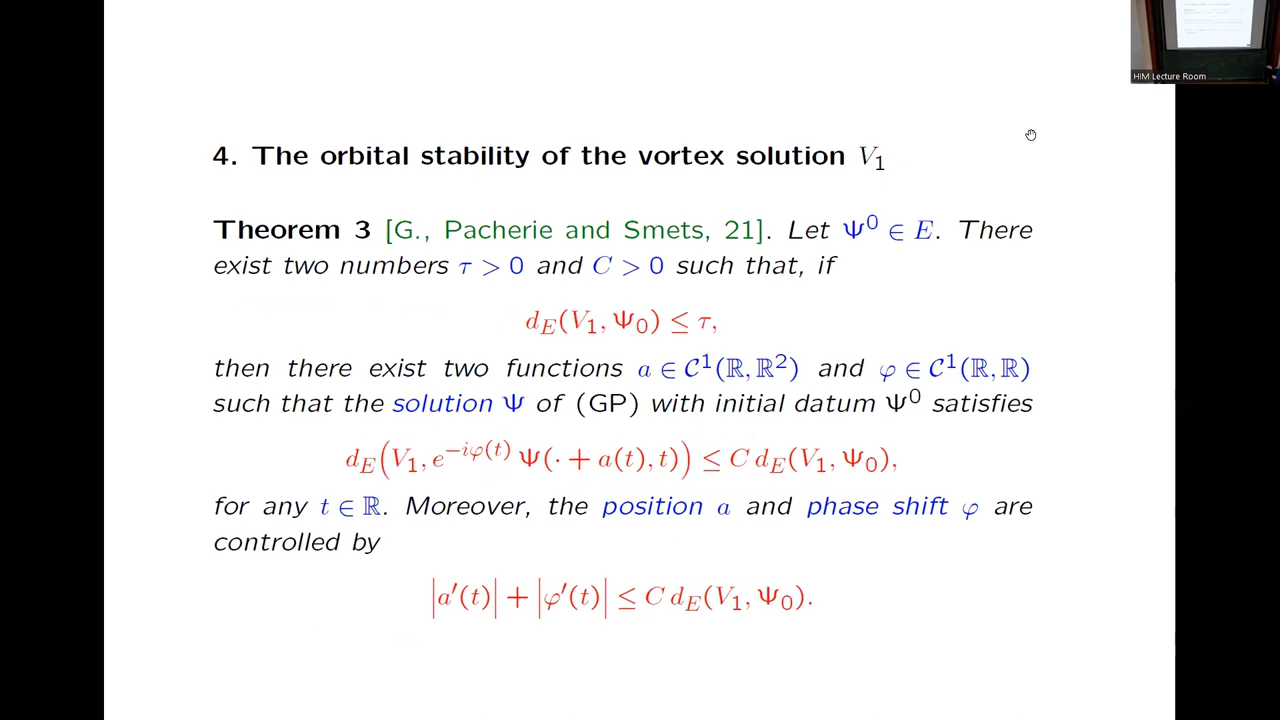 HIM Lecture Room
4. The orbital stability of the vortex solution V₁
Theorem 3 [G., Pacherie and Smets, 21]. Let Ψ⁰ ∈ E. There
exist two numbers τ > 0 and C > 0 such that, if
d_E(V₁, Ψ₀) ≤ τ,
then there exist two functions a ∈ 𝒞¹(ℝ, ℝ²) and φ ∈ 𝒞¹(ℝ, ℝ)
such that the solution Ψ of (GP) with initial datum Ψ⁰ satisfies
d_E(V₁, e^{−iφ(t)} Ψ(· + a(t), t)) ≤ C d_E(V₁, Ψ₀),
for any t ∈ ℝ. Moreover, the position a and phase shift φ are
controlled by
|a′(t)| + |φ′(t)| ≤ C d_E(V₁, Ψ₀).